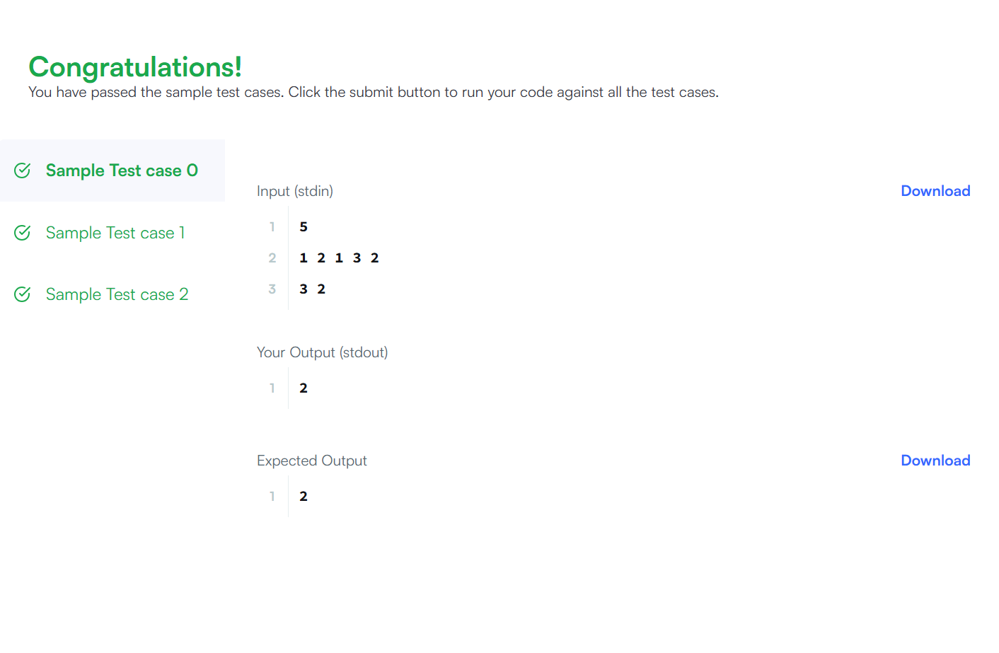 Congratulations!
You have passed the sample test cases. Click the submit button to run your code against all the test cases.
Sample Test case 0
Sample Test case 1
Sample Test case 2
Input (stdin)
Download
1 5
2 1 2 1 3 2
3 3 2
Your Output (stdout)
1 2
Expected Output
Download
1 2